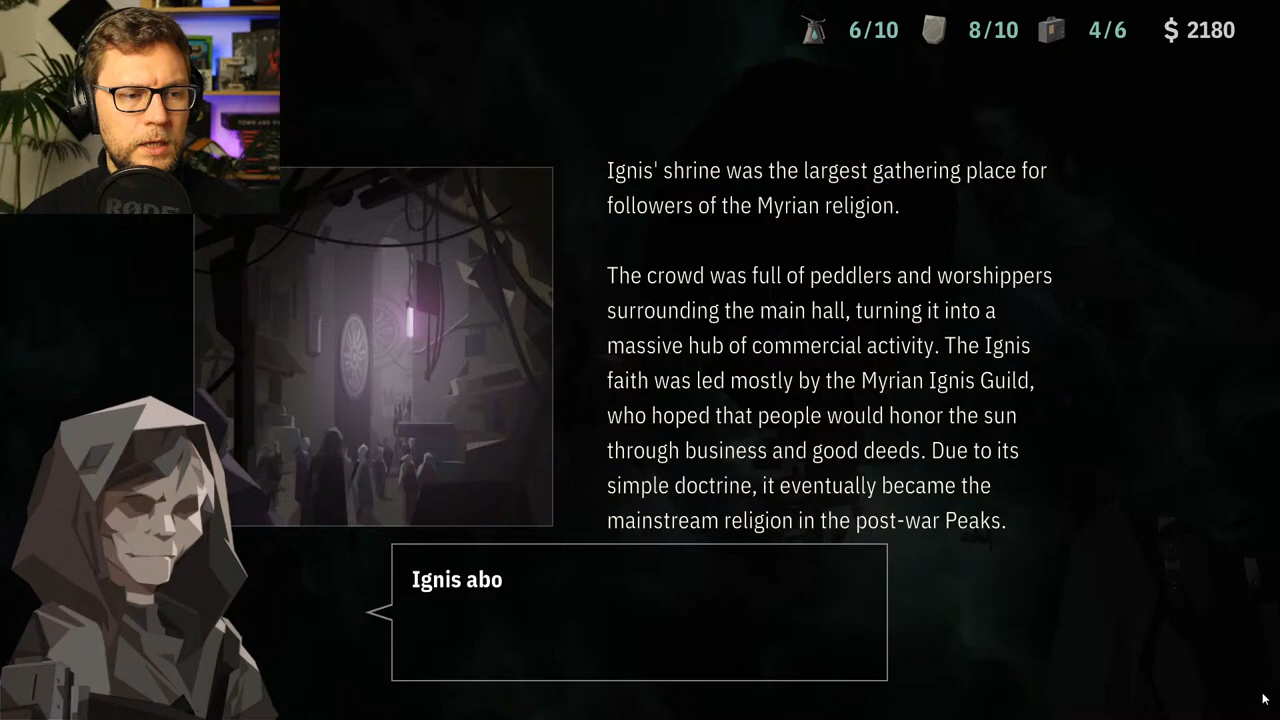 6/10 8/10 4/6 $ 2180
Ignis' shrine was the largest gathering place for
followers of the Myrian religion.
The crowd was full of peddlers and worshippers
surrounding the main hall, turning it into a
massive hub of commercial activity. The Ignis
faith was led mostly by the Myrian Ignis Guild,
who hoped that people would honor the sun
through business and good deeds. Due to its
simple doctrine, it eventually became the
mainstream religion in the post-war Peaks.
Ignis abo
RØDE